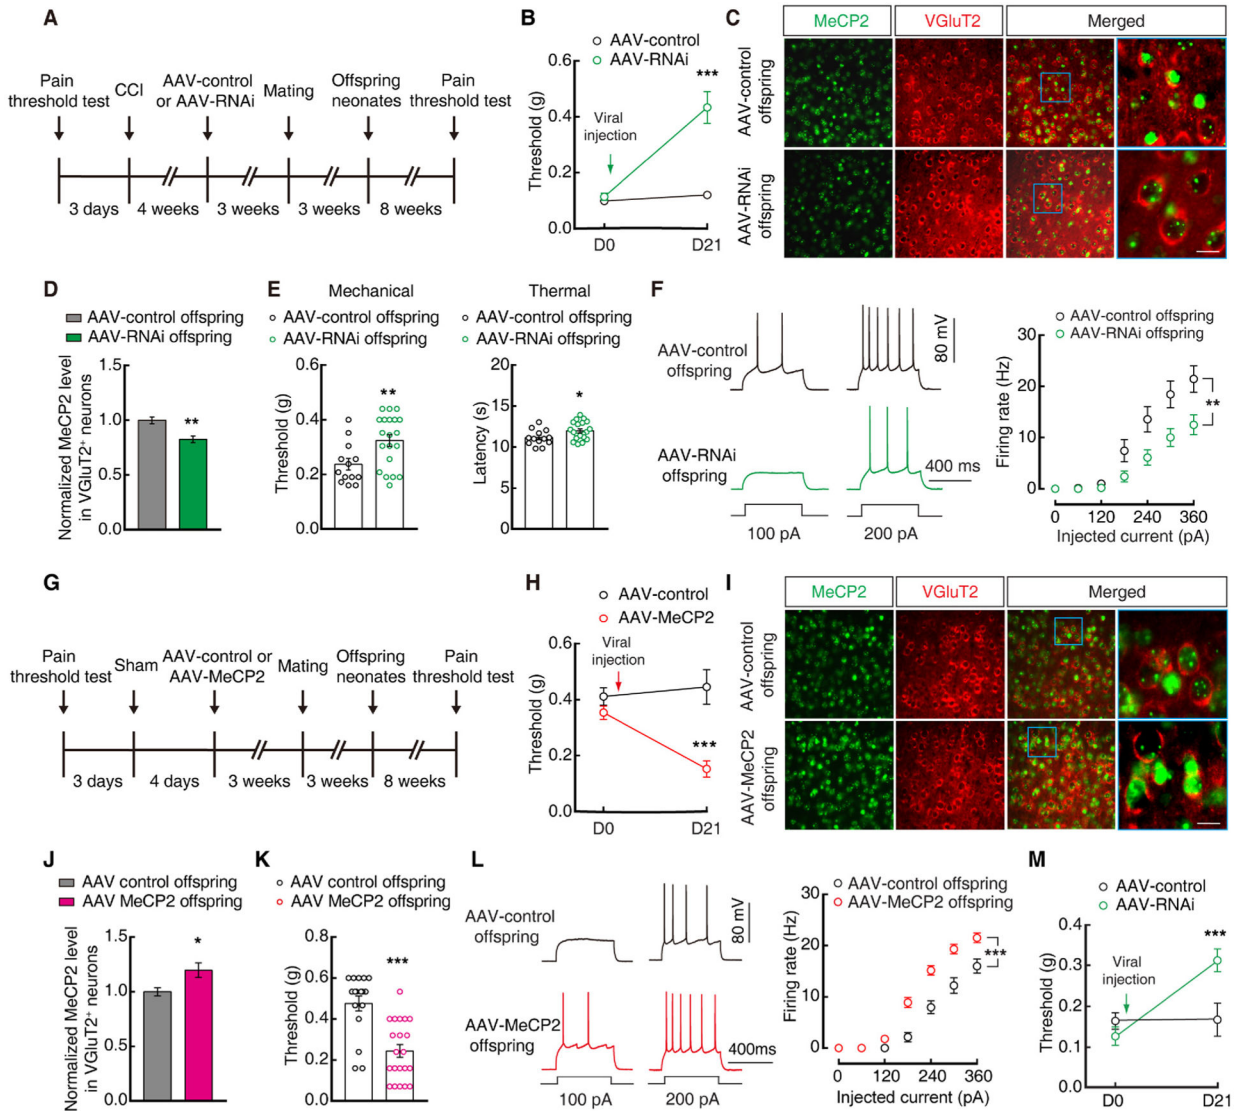 A
Pain
threshold test
CCI
AAV-control
or AAV-RNAi
Mating
Offspring
neonates
Pain
threshold test
3 days
4 weeks
3 weeks
3 weeks
8 weeks
B
AAV-control
AAV-RNAi
Threshold (g)
0.6
0.4
0.2
0.0
Viral
injection
***
D0
D21
C
MeCP2
VGluT2
Merged
AAV-control
offspring
AAV-RNAi
offspring
D
AAV-control offspring
AAV-RNAi offspring
Normalized MeCP2 level
in VGluT2+ neurons
1.5
1.0
0.5
0.0
**
E
Mechanical
AAV-control offspring
AAV-RNAi offspring
Threshold (g)
0.6
0.4
0.2
0.0
**
Thermal
AAV-control offspring
AAV-RNAi offspring
Latency (s)
20
15
10
5
0
*
F
AAV-control
offspring
80 mV
AAV-RNAi
offspring
400 ms
100 pA
200 pA
AAV-control offspring
AAV-RNAi offspring
Firing rate (Hz)
30
20
10
0
**
0
120
240
360
Injected current (pA)
G
Pain
threshold test
Sham
AAV-control or
AAV-MeCP2
Mating
Offspring
neonates
Pain
threshold test
3 days
4 days
3 weeks
3 weeks
8 weeks
H
AAV-control
AAV-MeCP2
Threshold (g)
0.6
0.4
0.2
0.0
Viral
injection
***
D0
D21
I
MeCP2
VGluT2
Merged
AAV-control
offspring
AAV-MeCP2
offspring
J
AAV control offspring
AAV MeCP2 offspring
Normalized MeCP2 level
in VGluT2+ neurons
1.5
1.0
0.5
0.0
*
K
AAV control offspring
AAV MeCP2 offspring
Threshold (g)
0.8
0.6
0.4
0.2
0.0
***
L
AAV-control
offspring
80 mV
AAV-MeCP2
offspring
400ms
100 pA
200 pA
AAV-control offspring
AAV-MeCP2 offspring
Firing rate (Hz)
30
20
10
0
***
0
120
240
360
Injected current (pA)
M
AAV-control
AAV-RNAi
Threshold (g)
0.4
0.3
0.2
0.1
0.0
Viral
injection
***
D0
D21